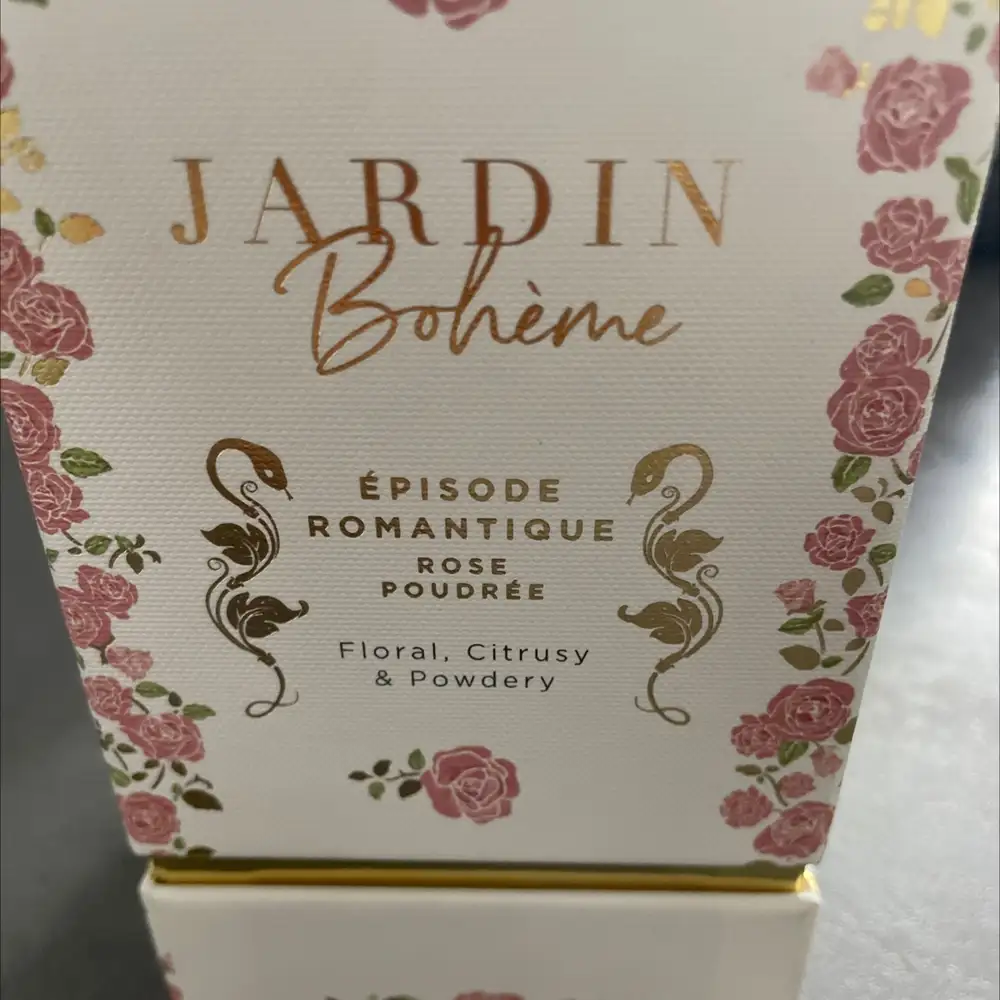 JARDIN
Bohème
ÉPISODE
ROMANTIQUE
ROSE
POUDRÉE
Floral, Citrusy
& Powdery